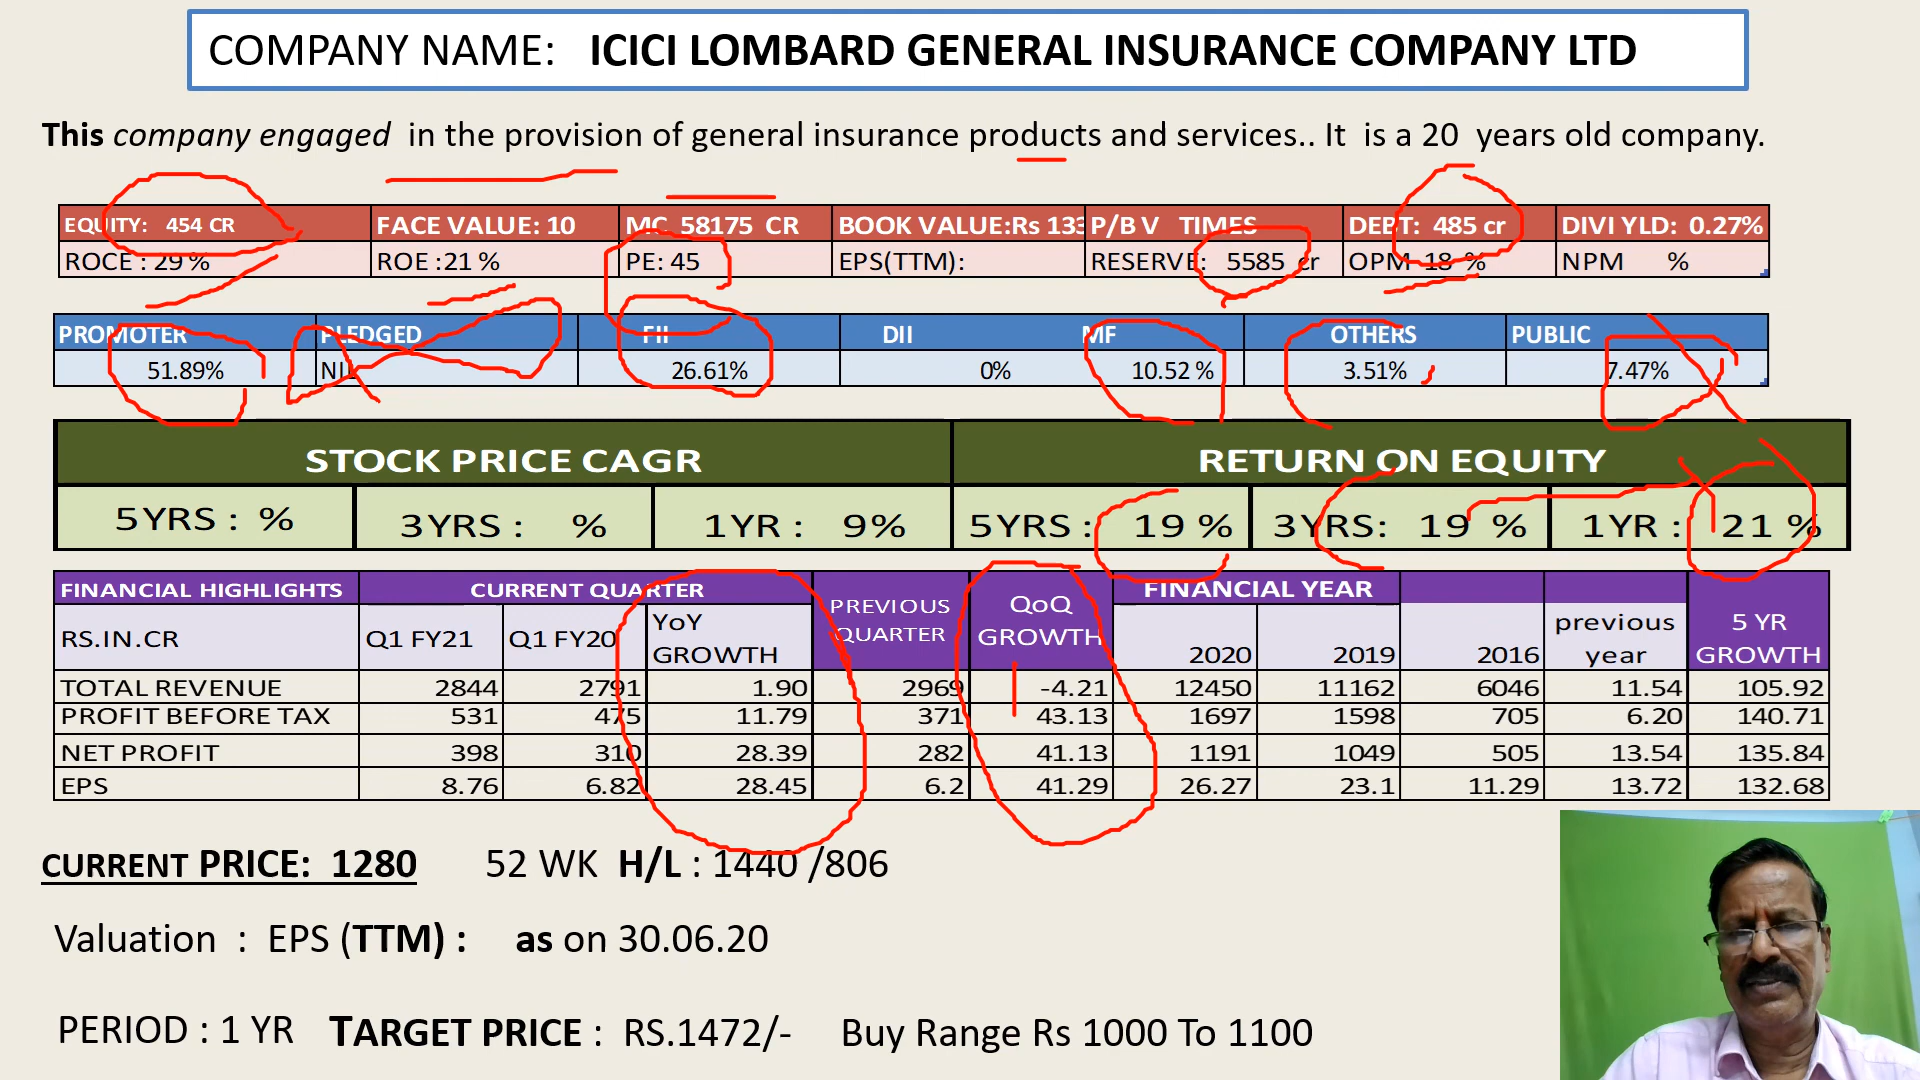 COMPANY NAME: ICICI LOMBARD GENERAL INSURANCE COMPANY LTD
This company engaged in the provision of general insurance products and services.. It is a 20 years old company.
EQUITY: 454 CR FACE VALUE: 10 MC 58175 CR BOOK VALUE:Rs 133 P/B V TIMES DEBT: 485 cr DIVI YLD: 0.27%
ROCE : 29 % ROE :21 % PE: 45 EPS(TTM): RESERVE: 5585 cr OPM 18 % NPM %
PROMOTER PLEDGED FII DII MF OTHERS PUBLIC
51.89% NIL 26.61% 0% 10.52 % 3.51% 7.47%
STOCK PRICE CAGR RETURN ON EQUITY
5YRS : % 3YRS : % 1YR : 9% 5YRS : 19 % 3YRS: 19 % 1YR : 21 %
FINANCIAL HIGHLIGHTS CURRENT QUARTER PREVIOUS QUARTER QoQ GROWTH FINANCIAL YEAR 5 YR GROWTH
RS.IN.CR Q1 FY21 Q1 FY20 YoY GROWTH 2020 2019 2016 previous year
TOTAL REVENUE 2844 2791 1.90 2969 -4.21 12450 11162 6046 11.54 105.92
PROFIT BEFORE TAX 531 475 11.79 371 43.13 1697 1598 705 6.20 140.71
NET PROFIT 398 310 28.39 282 41.13 1191 1049 505 13.54 135.84
EPS 8.76 6.82 28.45 6.2 41.29 26.27 23.1 11.29 13.72 132.68
CURRENT PRICE: 1280 52 WK H/L : 1440 /806
Valuation : EPS (TTM) : as on 30.06.20
PERIOD : 1 YR TARGET PRICE : RS.1472/- Buy Range Rs 1000 To 1100